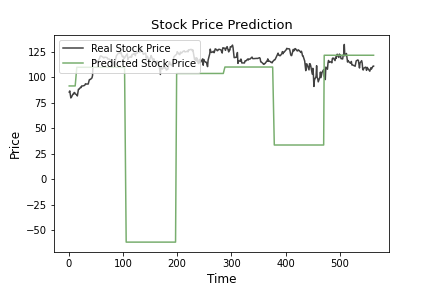 Stock Price Prediction
Real Stock Price
Predicted Stock Price
Price
125
100
75
50
25
0
−25
−50
0 100 200 300 400 500
Time